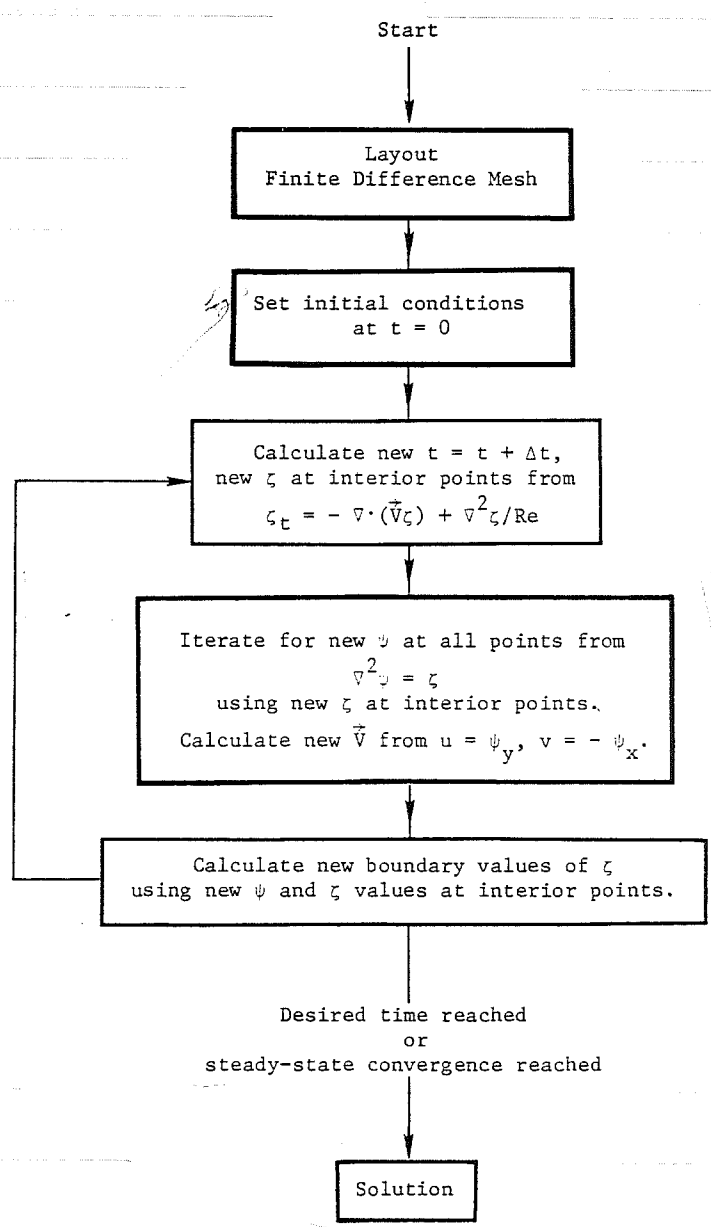 Start
Layout
Finite Difference Mesh
Set initial conditions
at t = 0
Calculate new t = t + Δt,
new ζ at interior points from
ζ_t = - ∇·(V⃗ζ) + ∇²ζ/Re
Iterate for new ψ at all points from
∇²ψ = ζ
using new ζ at interior points.
Calculate new V⃗ from u = ψ_y, v = - ψ_x.
Calculate new boundary values of ζ
using new ψ and ζ values at interior points.
Desired time reached
or
steady-state convergence reached
Solution